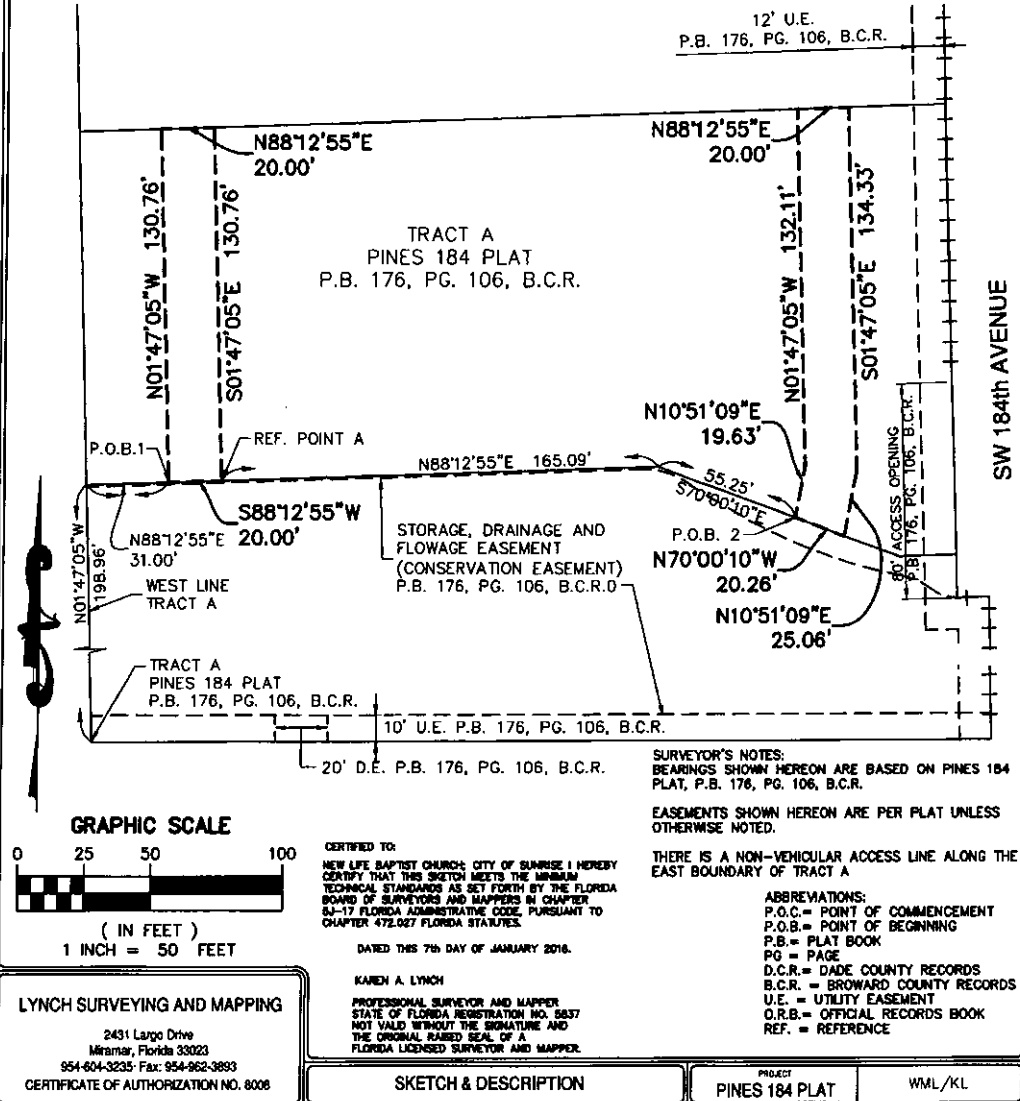 12' U.E.
P.B. 176, PG. 106, B.C.R.
N88°12'55"E
20.00'
N88°12'55"E
20.00'
N01°47'05"W 130.76'
S01°47'05"E 130.76'
TRACT A
PINES 184 PLAT
P.B. 176, PG. 106, B.C.R.
N01°47'05"W 132.11'
S01°47'05"E 134.33'
SW 184th AVENUE
N10°51'09"E
19.63'
P.O.B.1
REF. POINT A
N88°12'55"E 165.09'
55.25'
S70°00'10"E
80' ACCESS OPENING
P.B. 176, PG. 106, B.C.R.
S88°12'55"W
20.00'
N88°12'55"E
31.00'
P.O.B. 2
N70°00'10"W
20.26'
STORAGE, DRAINAGE AND
FLOWAGE EASEMENT
(CONSERVATION EASEMENT)
P.B. 176, PG. 106, B.C.R.0
N01°47'05"W
198.96'
WEST LINE
TRACT A
N10°51'09"E
25.06'
TRACT A
PINES 184 PLAT
P.B. 176, PG. 106, B.C.R.
10' U.E. P.B. 176, PG. 106, B.C.R.
20' D.E. P.B. 176, PG. 106, B.C.R.
SURVEYOR'S NOTES:
BEARINGS SHOWN HEREON ARE BASED ON PINES 184
PLAT, P.B. 176, PG. 106, B.C.R.
EASEMENTS SHOWN HEREON ARE PER PLAT UNLESS
OTHERWISE NOTED.
THERE IS A NON-VEHICULAR ACCESS LINE ALONG THE
EAST BOUNDARY OF TRACT A
ABBREVIATIONS:
P.O.C.= POINT OF COMMENCEMENT
P.O.B.= POINT OF BEGINNING
P.B.= PLAT BOOK
PG = PAGE
D.C.R.= DADE COUNTY RECORDS
B.C.R. = BROWARD COUNTY RECORDS
U.E. = UTILITY EASEMENT
O.R.B.= OFFICIAL RECORDS BOOK
REF. = REFERENCE
GRAPHIC SCALE
0 25 50 100
( IN FEET )
1 INCH = 50 FEET
CERTIFIED TO:
NEW LIFE BAPTIST CHURCH; CITY OF SUNRISE I HEREBY
CERTIFY THAT THIS SKETCH MEETS THE MINIMUM
TECHNICAL STANDARDS AS SET FORTH BY THE FLORIDA
BOARD OF SURVEYORS AND MAPPERS IN CHAPTER
5J-17 FLORIDA ADMINISTRATIVE CODE, PURSUANT TO
CHAPTER 472.027 FLORIDA STATUTES.
DATED THIS 7th DAY OF JANUARY 2016.
KAREN A. LYNCH
PROFESSIONAL SURVEYOR AND MAPPER
STATE OF FLORIDA REGISTRATION NO. 5837
NOT VALID WITHOUT THE SIGNATURE AND
THE ORIGINAL RAISED SEAL OF A
FLORIDA LICENSED SURVEYOR AND MAPPER.
LYNCH SURVEYING AND MAPPING
2431 Largo Drive
Miramar, Florida 33023
954-604-3235· Fax: 954-962-3893
CERTIFICATE OF AUTHORIZATION NO. 8008
SKETCH & DESCRIPTION
PROJECT
PINES 184 PLAT
WML/KL